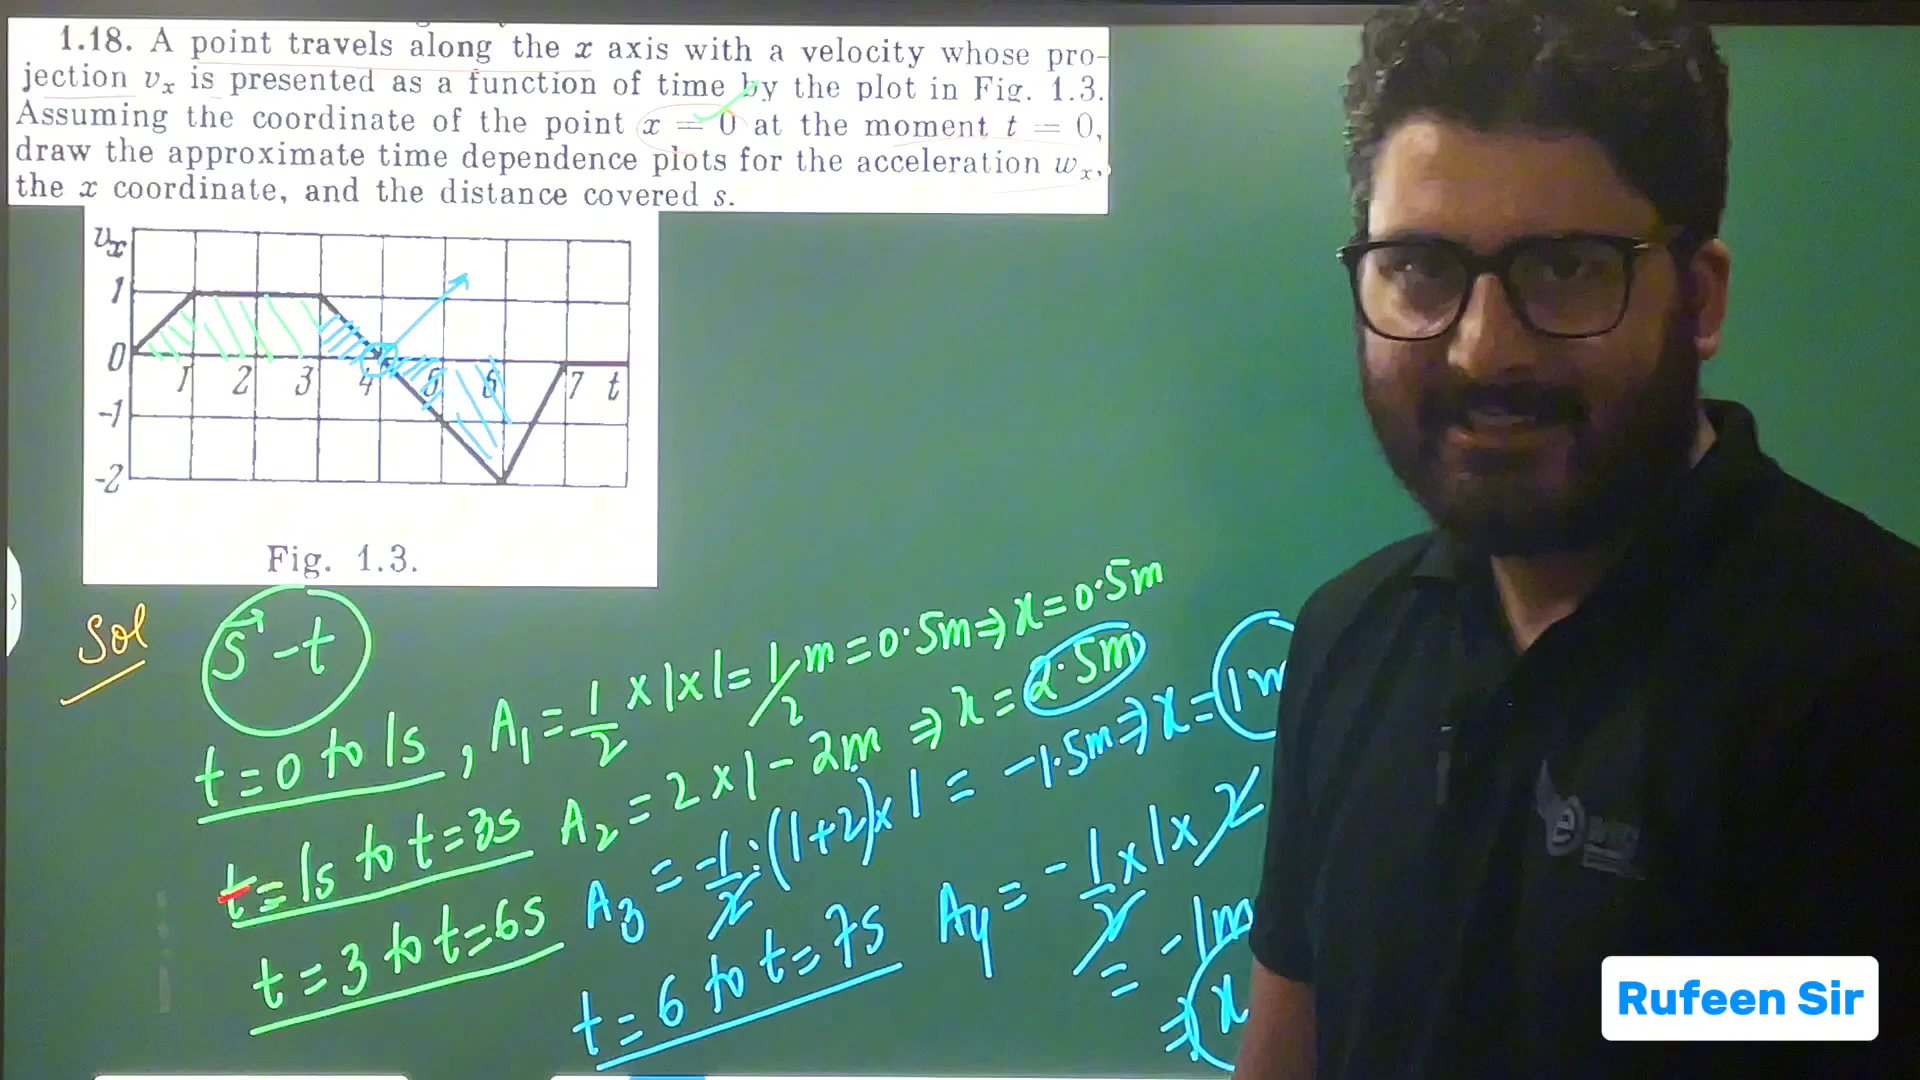 1.18. A point travels along the x axis with a velocity whose pro-
jection vₓ is presented as a function of time by the plot in Fig. 1.3.
Assuming the coordinate of the point x = 0 at the moment t = 0,
draw the approximate time dependence plots for the acceleration wₓ,
the x coordinate, and the distance covered s.
vₓ
1
0
1 2 3 4 5 6 7 t
-1
-2
Fig. 1.3.
Sol
s⃗ - t
t = 0 to 1s , A₁ = 1/2 × 1 × 1 = 1/2 m = 0.5m ⇒ x = 0.5m
t = 1s to t = 3s A₂ = 2 × 1 - 2m ⇒ x = 2.5m
t = 3 to t = 6s A₃ = -1/2 (1+2) × 1 = -1.5m ⇒ x = 1m
t = 6 to t = 7s A₄ = -1/2 × 1 × 2
= -1m
⇒ x
Rufeen Sir